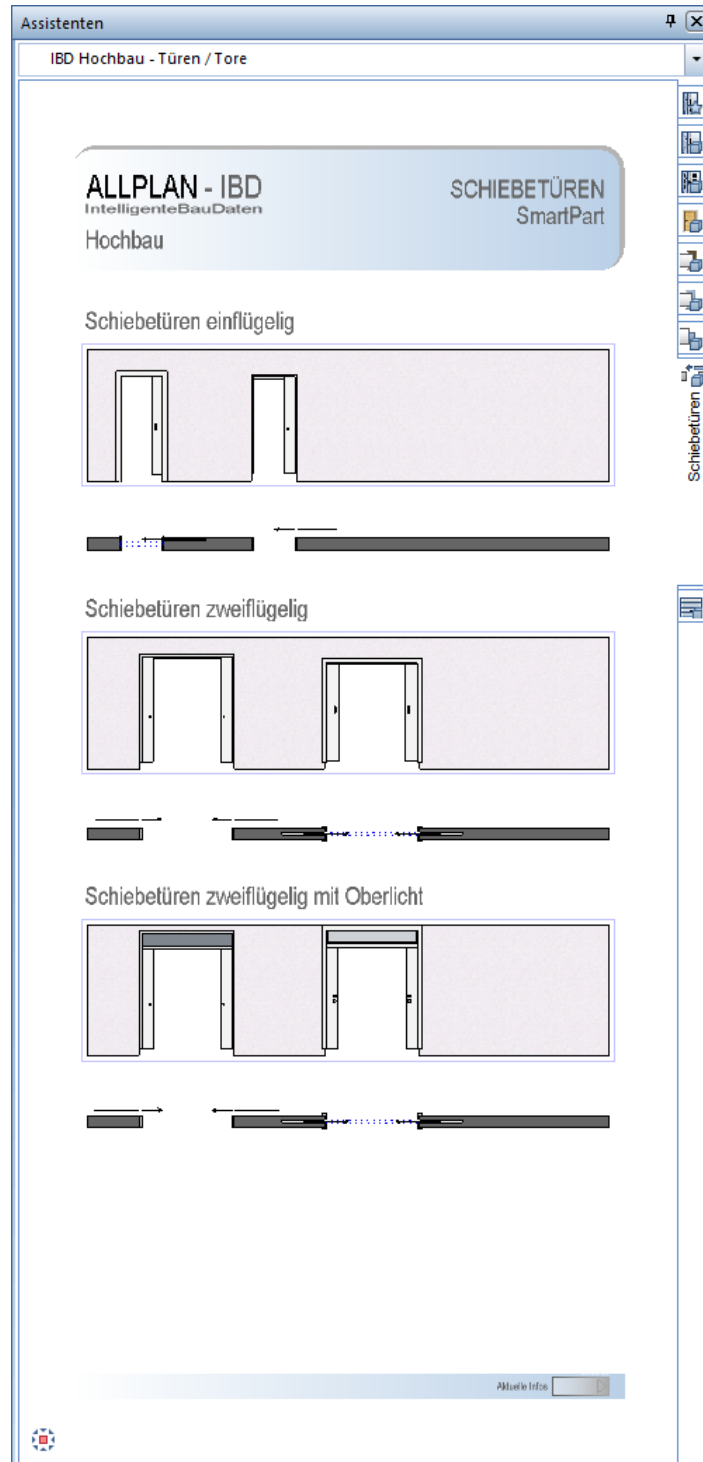 Assistenten
IBD Hochbau - Türen / Tore
ALLPLAN - IBD
IntelligenteBauDaten
Hochbau
SCHIEBETÜREN
SmartPart
Schiebetüren einflügelig
Schiebetüren
Schiebetüren zweiflügelig
Schiebetüren zweiflügelig mit Oberlicht
Aktuelle Infos